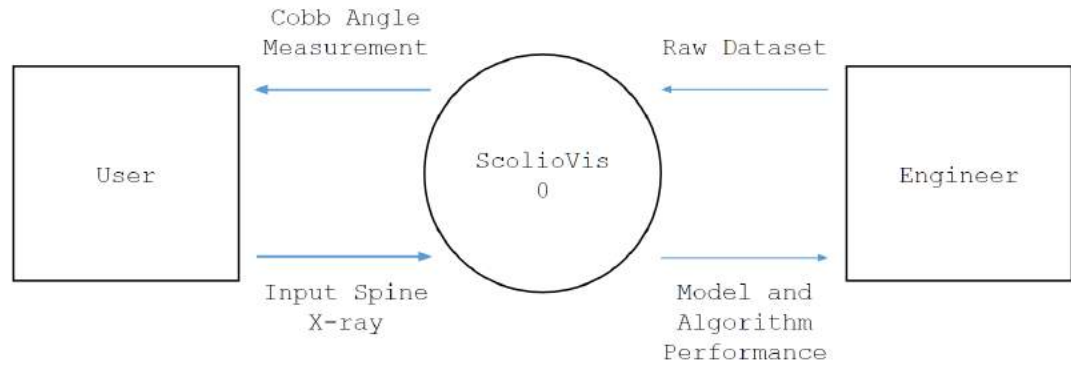 Cobb Angle
Measurement
Raw Dataset
User
ScolioVis
0
Engineer
Input Spine
X-ray
Model and
Algorithm
Performance